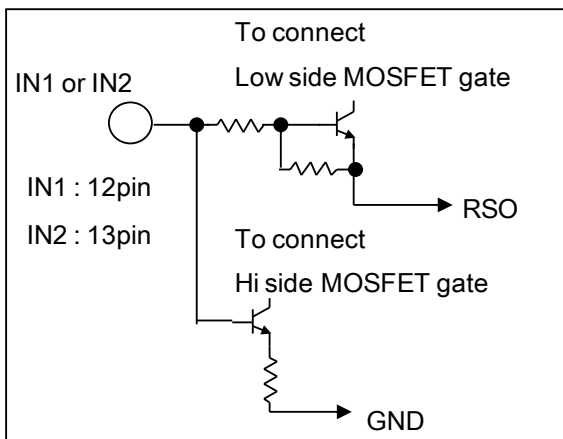 To connect
Low side MOSFET gate
IN1 or IN2
IN1 : 12pin
IN2 : 13pin
RSO
To connect
Hi side MOSFET gate
GND